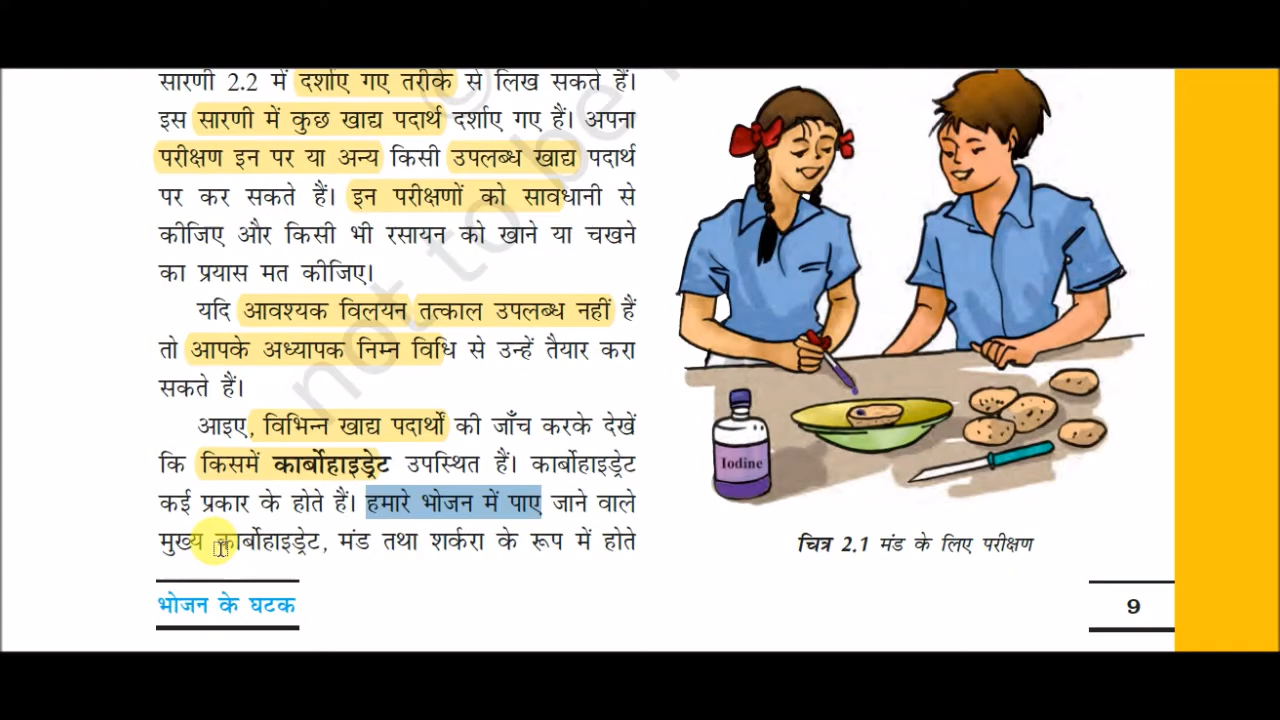 सारणी 2.2 में दर्शाए गए तरीके से लिख सकते हैं।
इस सारणी में कुछ खाद्य पदार्थ दर्शाए गए हैं। अपना
परीक्षण इन पर या अन्य किसी उपलब्ध खाद्य पदार्थ
पर कर सकते हैं। इन परीक्षणों को सावधानी से
कीजिए और किसी भी रसायन को खाने या चखने
का प्रयास मत कीजिए।
यदि आवश्यक विलयन तत्काल उपलब्ध नहीं हैं
तो आपके अध्यापक निम्न विधि से उन्हें तैयार करा
सकते हैं।
आइए, विभिन्न खाद्य पदार्थों की जाँच करके देखें
कि किसमें कार्बोहाइड्रेट उपस्थित हैं। कार्बोहाइड्रेट
कई प्रकार के होते हैं। हमारे भोजन में पाए जाने वाले
मुख्य कार्बोहाइड्रेट, मंड तथा शर्करा के रूप में होते
भोजन के घटक
Iodine
चित्र 2.1 मंड के लिए परीक्षण
9
not to be
©